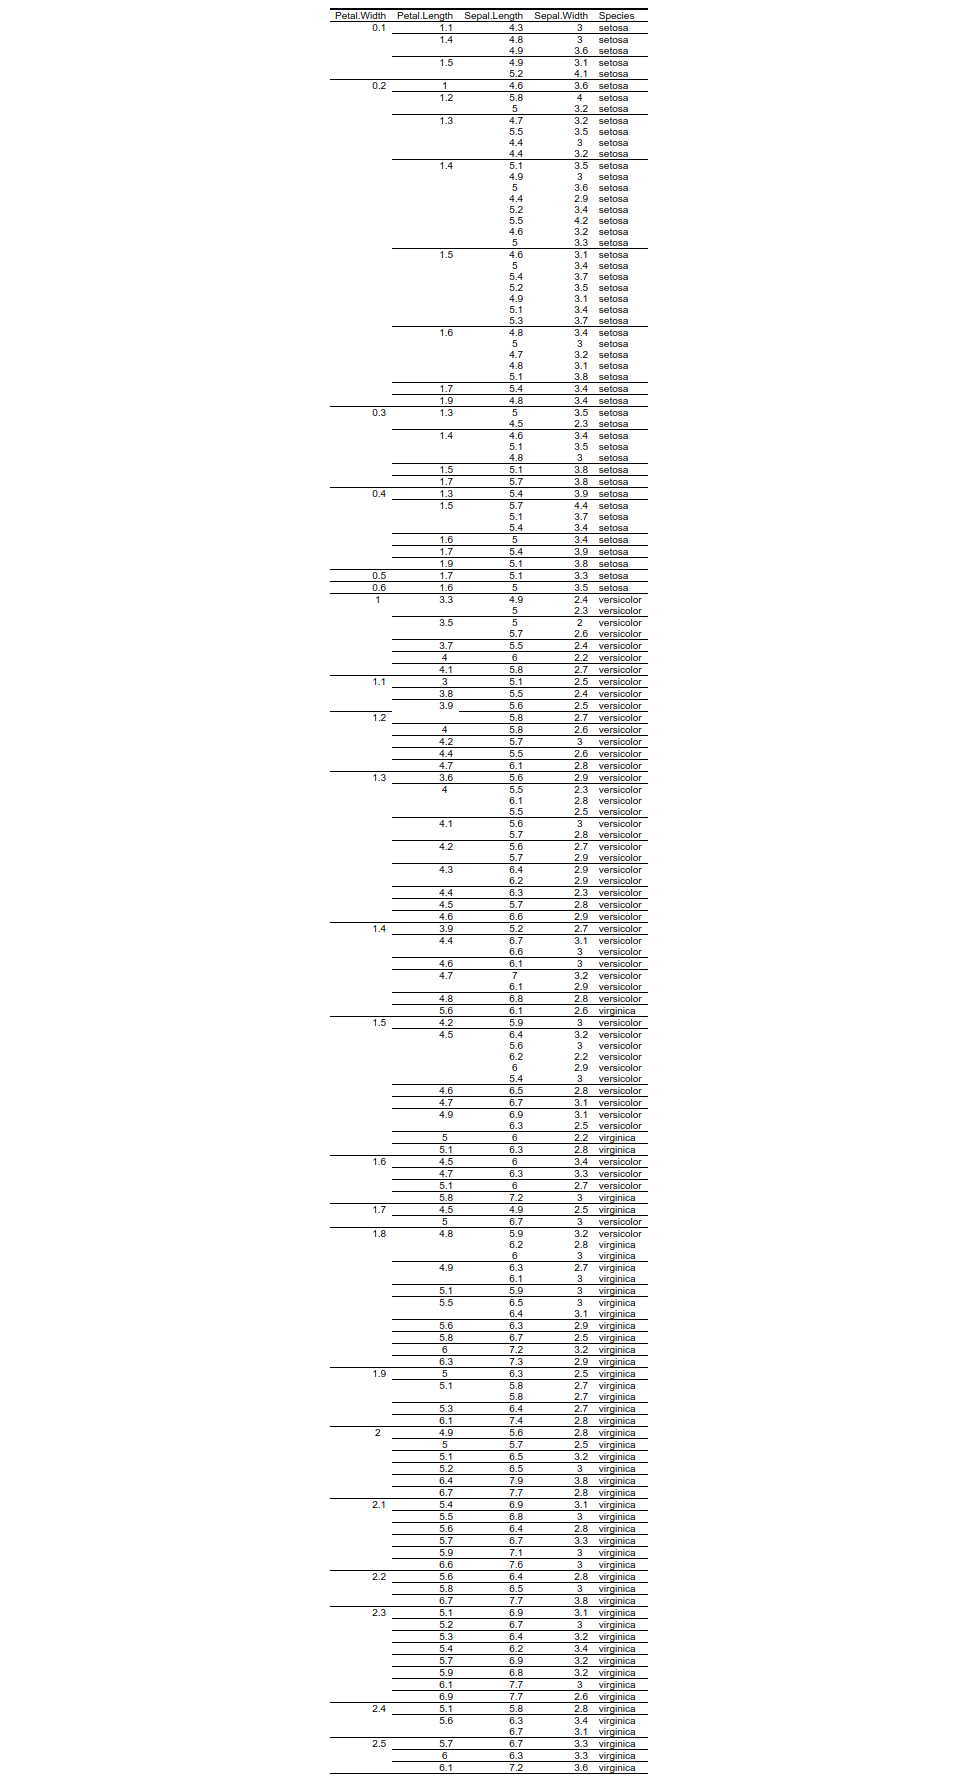 Petal.Width Petal.Length Sepal.Length Sepal.Width Species
0.1 1.1 4.3 3 setosa
1.4 4.8 3 setosa
4.9 3.6 setosa
1.5 4.9 3.1 setosa
5.2 4.1 setosa
0.2 1 4.6 3.6 setosa
1.2 5.8 4 setosa
5 3.2 setosa
1.3 4.7 3.2 setosa
5.5 3.5 setosa
4.4 3 setosa
4.4 3.2 setosa
1.4 5.1 3.5 setosa
4.9 3 setosa
5 3.6 setosa
4.4 2.9 setosa
5.2 3.4 setosa
5.5 4.2 setosa
4.6 3.2 setosa
5 3.3 setosa
1.5 4.6 3.1 setosa
5 3.4 setosa
5.4 3.7 setosa
5.2 3.5 setosa
4.9 3.1 setosa
5.1 3.4 setosa
5.3 3.7 setosa
1.6 4.8 3.4 setosa
5 3 setosa
4.7 3.2 setosa
4.8 3.1 setosa
5.1 3.8 setosa
1.7 5.4 3.4 setosa
1.9 4.8 3.4 setosa
0.3 1.3 5 3.5 setosa
4.5 2.3 setosa
1.4 4.6 3.4 setosa
5.1 3.5 setosa
4.8 3 setosa
1.5 5.1 3.8 setosa
1.7 5.7 3.8 setosa
0.4 1.3 5.4 3.9 setosa
1.5 5.7 4.4 setosa
5.1 3.7 setosa
5.4 3.4 setosa
1.6 5 3.4 setosa
1.7 5.4 3.9 setosa
1.9 5.1 3.8 setosa
0.5 1.7 5.1 3.3 setosa
0.6 1.6 5 3.5 setosa
1 3.3 4.9 2.4 versicolor
5 2.3 versicolor
3.5 5 2 versicolor
5.7 2.6 versicolor
3.7 5.5 2.4 versicolor
4 6 2.2 versicolor
4.1 5.8 2.7 versicolor
1.1 3 5.1 2.5 versicolor
3.8 5.5 2.4 versicolor
3.9 5.6 2.5 versicolor
1.2 5.8 2.7 versicolor
4 5.8 2.6 versicolor
4.2 5.7 3 versicolor
4.4 5.5 2.6 versicolor
4.7 6.1 2.8 versicolor
1.3 3.6 5.6 2.9 versicolor
4 5.5 2.3 versicolor
6.1 2.8 versicolor
5.5 2.5 versicolor
4.1 5.6 3 versicolor
5.7 2.8 versicolor
4.2 5.6 2.7 versicolor
5.7 2.9 versicolor
4.3 6.4 2.9 versicolor
6.2 2.9 versicolor
4.4 6.3 2.3 versicolor
4.5 5.7 2.8 versicolor
4.6 6.6 2.9 versicolor
1.4 3.9 5.2 2.7 versicolor
4.4 6.7 3.1 versicolor
6.6 3 versicolor
4.6 6.1 3 versicolor
4.7 7 3.2 versicolor
6.1 2.9 versicolor
4.8 6.8 2.8 versicolor
5.6 6.1 2.6 virginica
1.5 4.2 5.9 3 versicolor
4.5 6.4 3.2 versicolor
5.6 3 versicolor
6.2 2.2 versicolor
6 2.9 versicolor
5.4 3 versicolor
4.6 6.5 2.8 versicolor
4.7 6.7 3.1 versicolor
4.9 6.9 3.1 versicolor
6.3 2.5 versicolor
5 6 2.2 virginica
5.1 6.3 2.8 virginica
1.6 4.5 6 3.4 versicolor
4.7 6.3 3.3 versicolor
5.1 6 2.7 versicolor
5.8 7.2 3 virginica
1.7 4.5 4.9 2.5 virginica
5 6.7 3 versicolor
1.8 4.8 5.9 3.2 versicolor
6.2 2.8 virginica
6 3 virginica
4.9 6.3 2.7 virginica
6.1 3 virginica
5.1 5.9 3 virginica
5.5 6.5 3 virginica
6.4 3.1 virginica
5.6 6.3 2.9 virginica
5.8 6.7 2.5 virginica
6 7.2 3.2 virginica
6.3 7.3 2.9 virginica
1.9 5 6.3 2.5 virginica
5.1 5.8 2.7 virginica
5.8 2.7 virginica
5.3 6.4 2.7 virginica
6.1 7.4 2.8 virginica
2 4.9 5.6 2.8 virginica
5 5.7 2.5 virginica
5.1 6.5 3.2 virginica
5.2 6.5 3 virginica
6.4 7.9 3.8 virginica
6.7 7.7 2.8 virginica
2.1 5.4 6.9 3.1 virginica
5.5 6.8 3 virginica
5.6 6.4 2.8 virginica
5.7 6.7 3.3 virginica
5.9 7.1 3 virginica
6.6 7.6 3 virginica
2.2 5.6 6.4 2.8 virginica
5.8 6.5 3 virginica
6.7 7.7 3.8 virginica
2.3 5.1 6.9 3.1 virginica
5.2 6.7 3 virginica
5.3 6.4 3.2 virginica
5.4 6.2 3.4 virginica
5.7 6.9 3.2 virginica
5.9 6.8 3.2 virginica
6.1 7.7 3 virginica
6.9 7.7 2.6 virginica
2.4 5.1 5.8 2.8 virginica
5.6 6.3 3.4 virginica
6.7 3.1 virginica
2.5 5.7 6.7 3.3 virginica
6 6.3 3.3 virginica
6.1 7.2 3.6 virginica